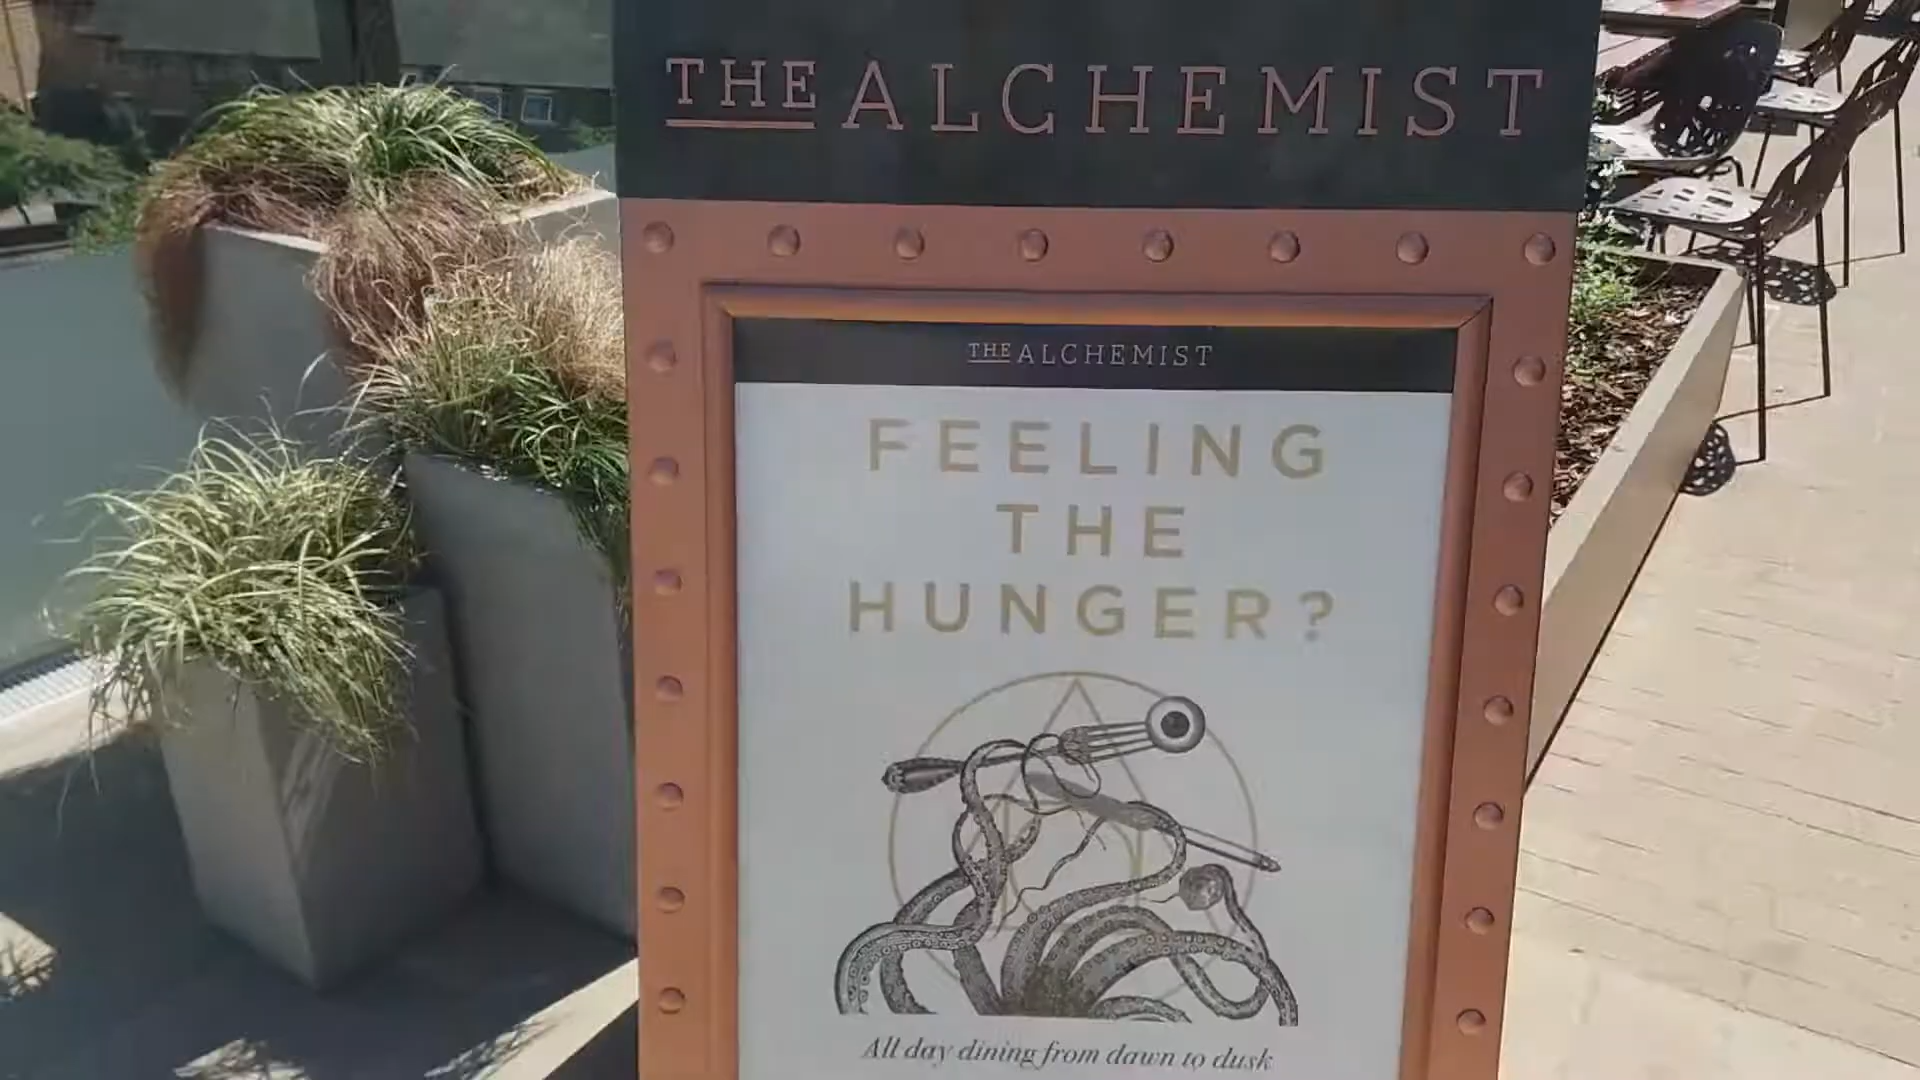 THE ALCHEMIST
THE ALCHEMIST
FEELING
THE
HUNGER?
All day dining from dawn to dusk